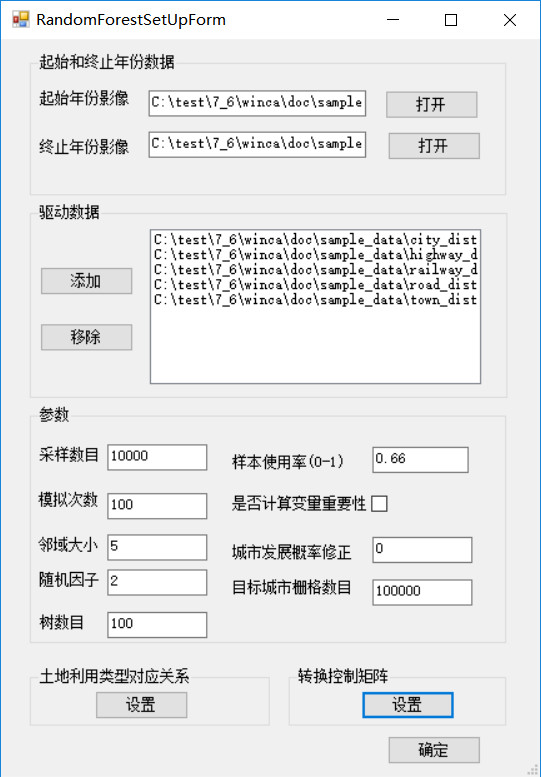 RandomForestSetUpForm
起始和终止年份数据
起始年份影像 C:\test\7_6\winca\doc\sample 打开
终止年份影像 C:\test\7_6\winca\doc\sample 打开
驱动数据
C:\test\7_6\winca\doc\sample_data\city_dist
C:\test\7_6\winca\doc\sample_data\highway_d
C:\test\7_6\winca\doc\sample_data\railway_d
C:\test\7_6\winca\doc\sample_data\road_dist
C:\test\7_6\winca\doc\sample_data\town_dist
添加
移除
参数
采样数目 10000 样本使用率(0-1) 0.66
模拟次数 100 是否计算变量重要性
邻域大小 5 城市发展概率修正 0
随机因子 2 目标城市栅格数目 100000
树数目 100
土地利用类型对应关系 转换控制矩阵
设置 设置
确定